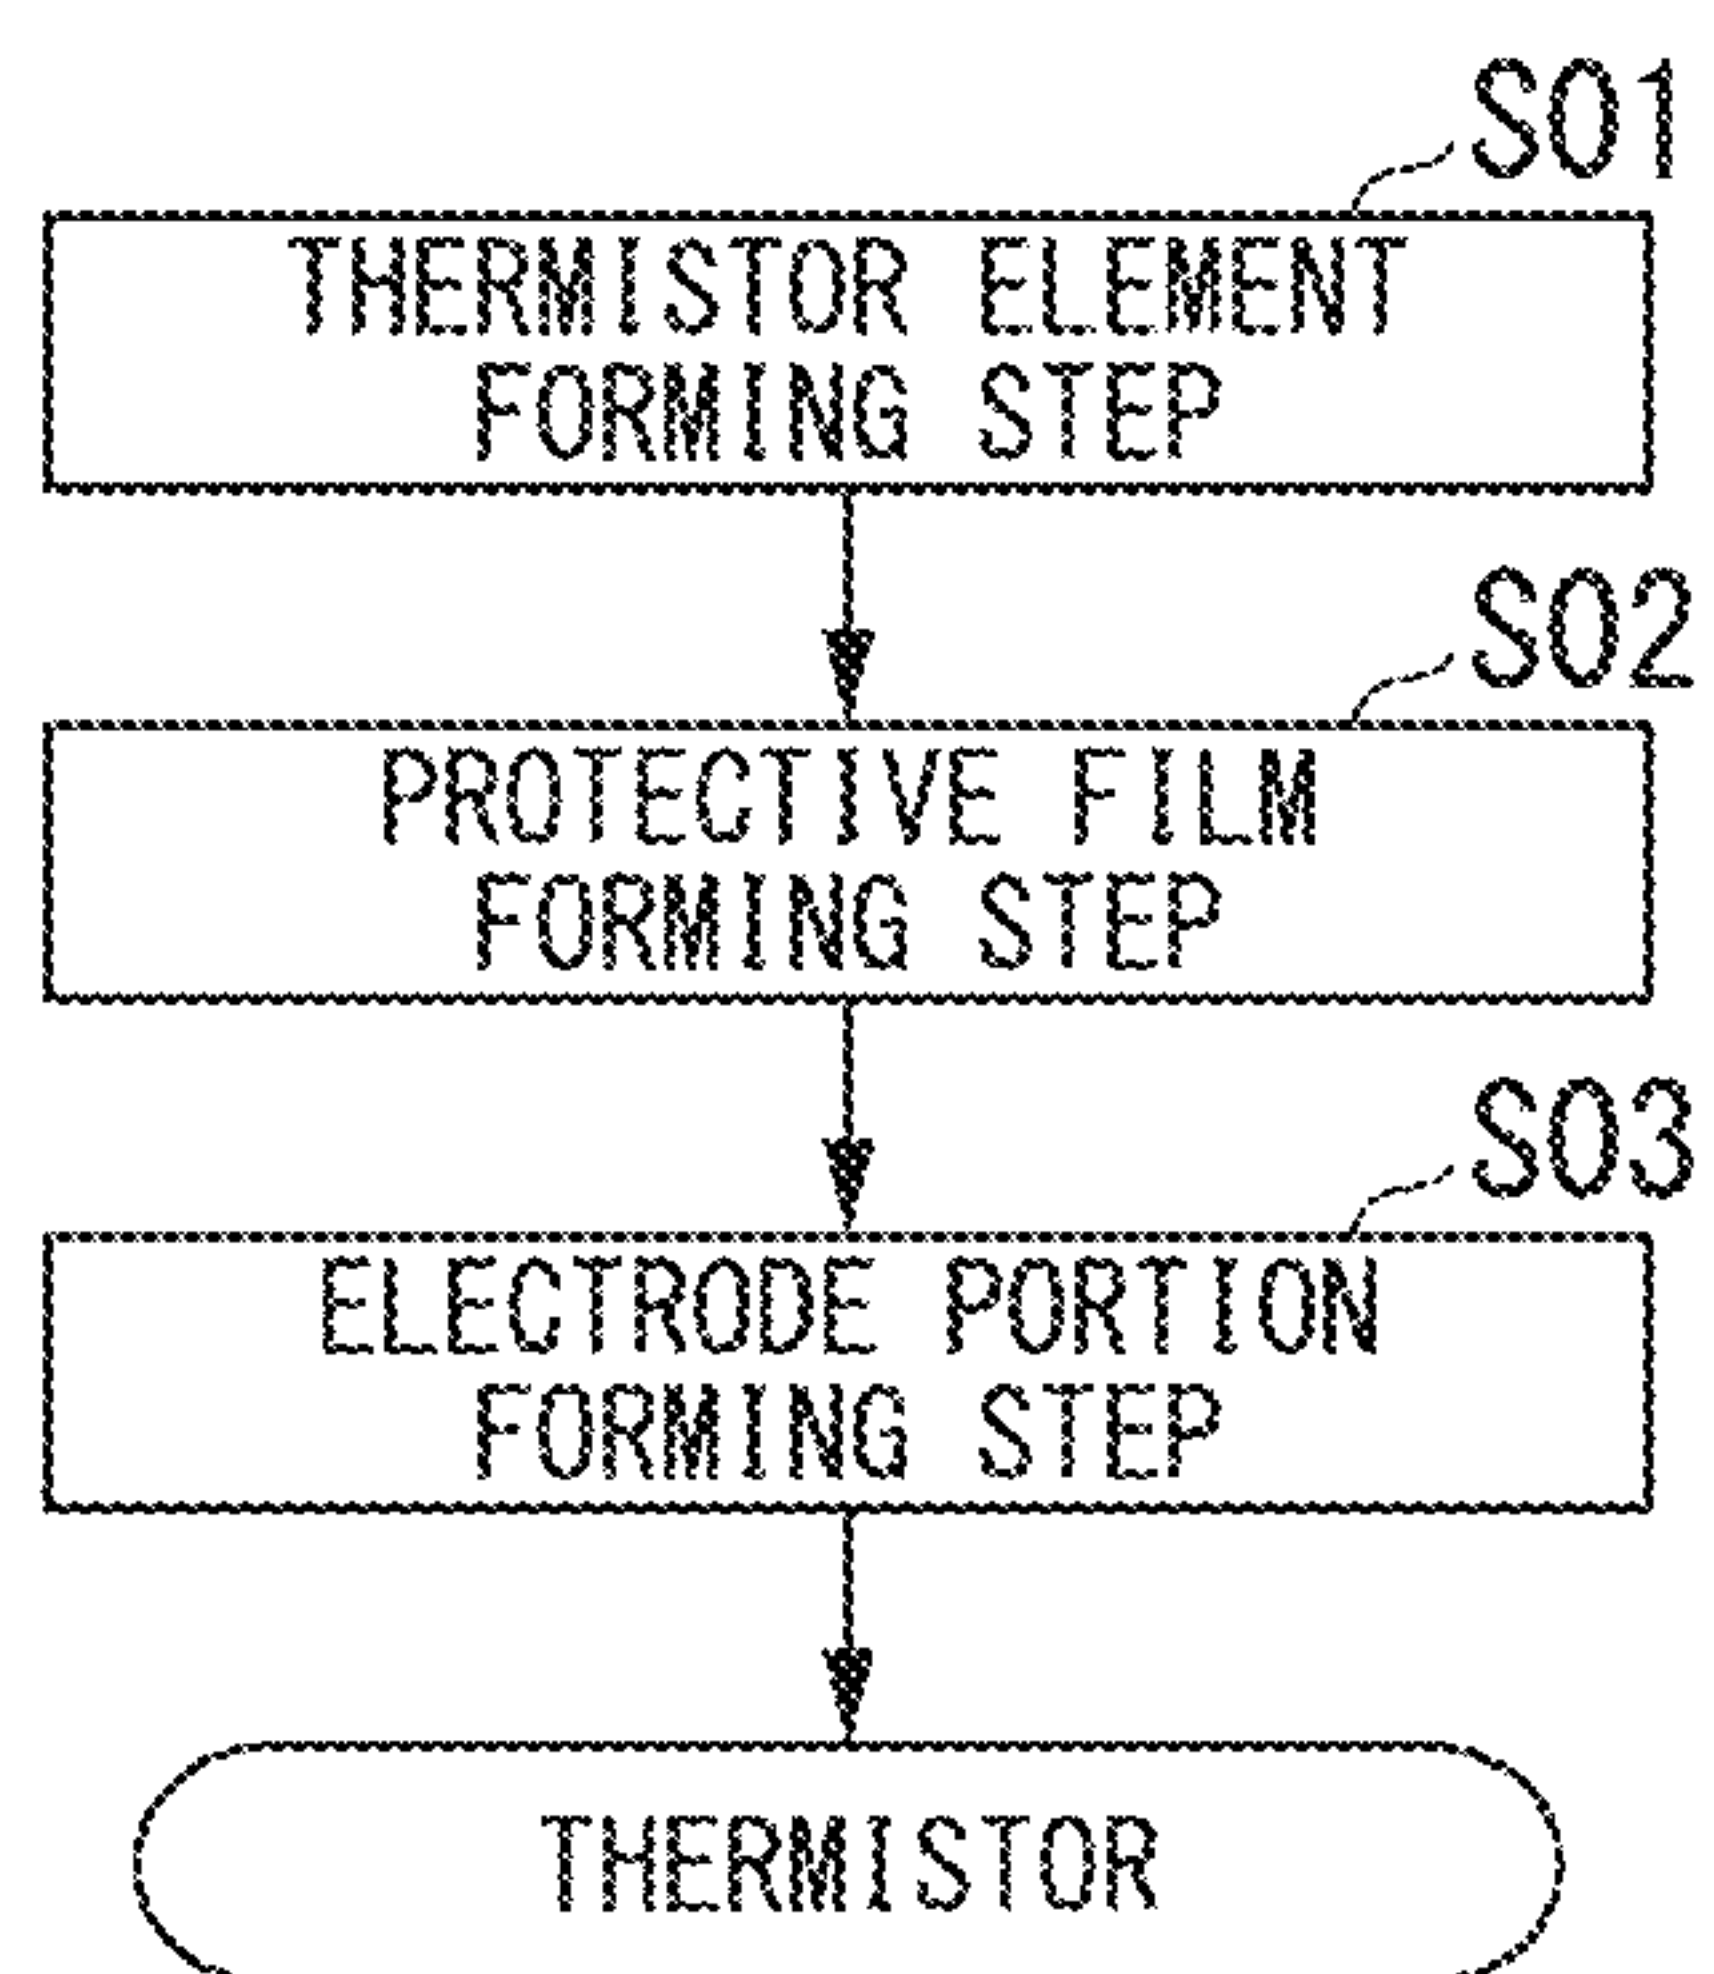 S01
THERMISTOR ELEMENT
FORMING STEP
S02
PROTECTIVE FILM
FORMING STEP
S03
ELECTRODE PORTION
FORMING STEP
THERMISTOR